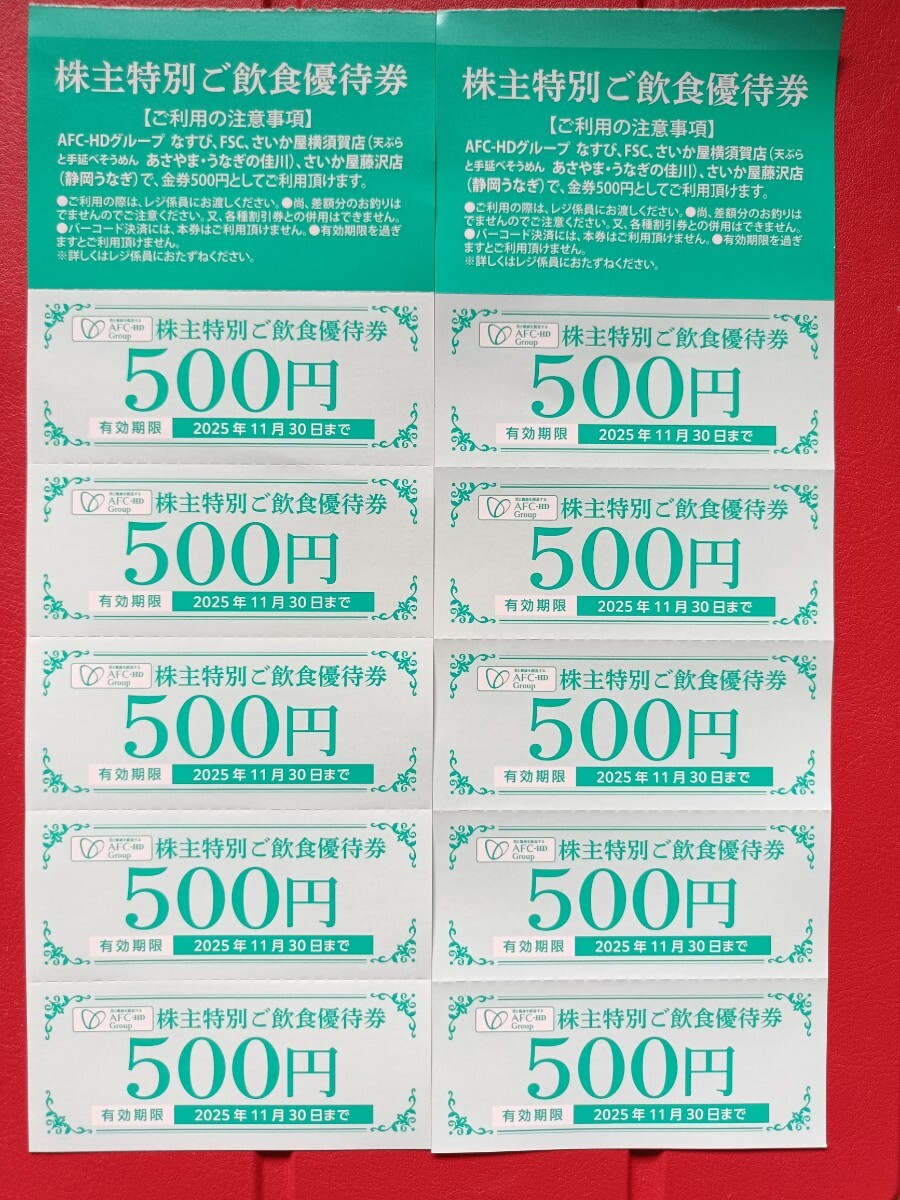 株主特別ご飲食優待券
【ご利用の注意事項】
AFC-HDグループ なすび、FSC、さいか屋横須賀店(天ぷら
と手延べそうめん あさやま・うなぎの佳川)、さいか屋藤沢店
(静岡うなぎ)で、金券500円としてご利用頂けます。
●ご利用の際は、レジ係員にお渡しください。●尚、差額分のお釣りは
でませんのでご注意ください。又、各種割引券との併用はできません。
●バーコード決済には、本券はご利用頂けません。●有効期限を過ぎ
ますとご利用頂けません。
※詳しくはレジ係員におたずねください。
AFC-HD
Group
株主特別ご飲食優待券
500円
有効期限 2025年11月30日まで
AFC-HD
Group
株主特別ご飲食優待券
500円
有効期限 2025年11月30日まで
AFC-HD
Group
株主特別ご飲食優待券
500円
有効期限 2025年11月30日まで
AFC-HD
Group
株主特別ご飲食優待券
500円
有効期限 2025年11月30日まで
AFC-HD
Group
株主特別ご飲食優待券
500円
有効期限 2025年11月30日まで
株主特別ご飲食優待券
【ご利用の注意事項】
AFC-HDグループ なすび、FSC、さいか屋横須賀店(天ぷら
と手延べそうめん あさやま・うなぎの佳川)、さいか屋藤沢店
(静岡うなぎ)で、金券500円としてご利用頂けます。
●ご利用の際は、レジ係員にお渡しください。●尚、差額分のお釣りは
でませんのでご注意ください。又、各種割引券との併用はできません。
●バーコード決済には、本券はご利用頂けません。●有効期限を過ぎ
ますとご利用頂けません。
※詳しくはレジ係員におたずねください。
AFC-HD
Group
株主特別ご飲食優待券
500円
有効期限 2025年11月30日まで
AFC-HD
Group
株主特別ご飲食優待券
500円
有効期限 2025年11月30日まで
AFC-HD
Group
株主特別ご飲食優待券
500円
有効期限 2025年11月30日まで
AFC-HD
Group
株主特別ご飲食優待券
500円
有効期限 2025年11月30日まで
AFC-HD
Group
株主特別ご飲食優待券
500円
有効期限 2025年11月30日まで